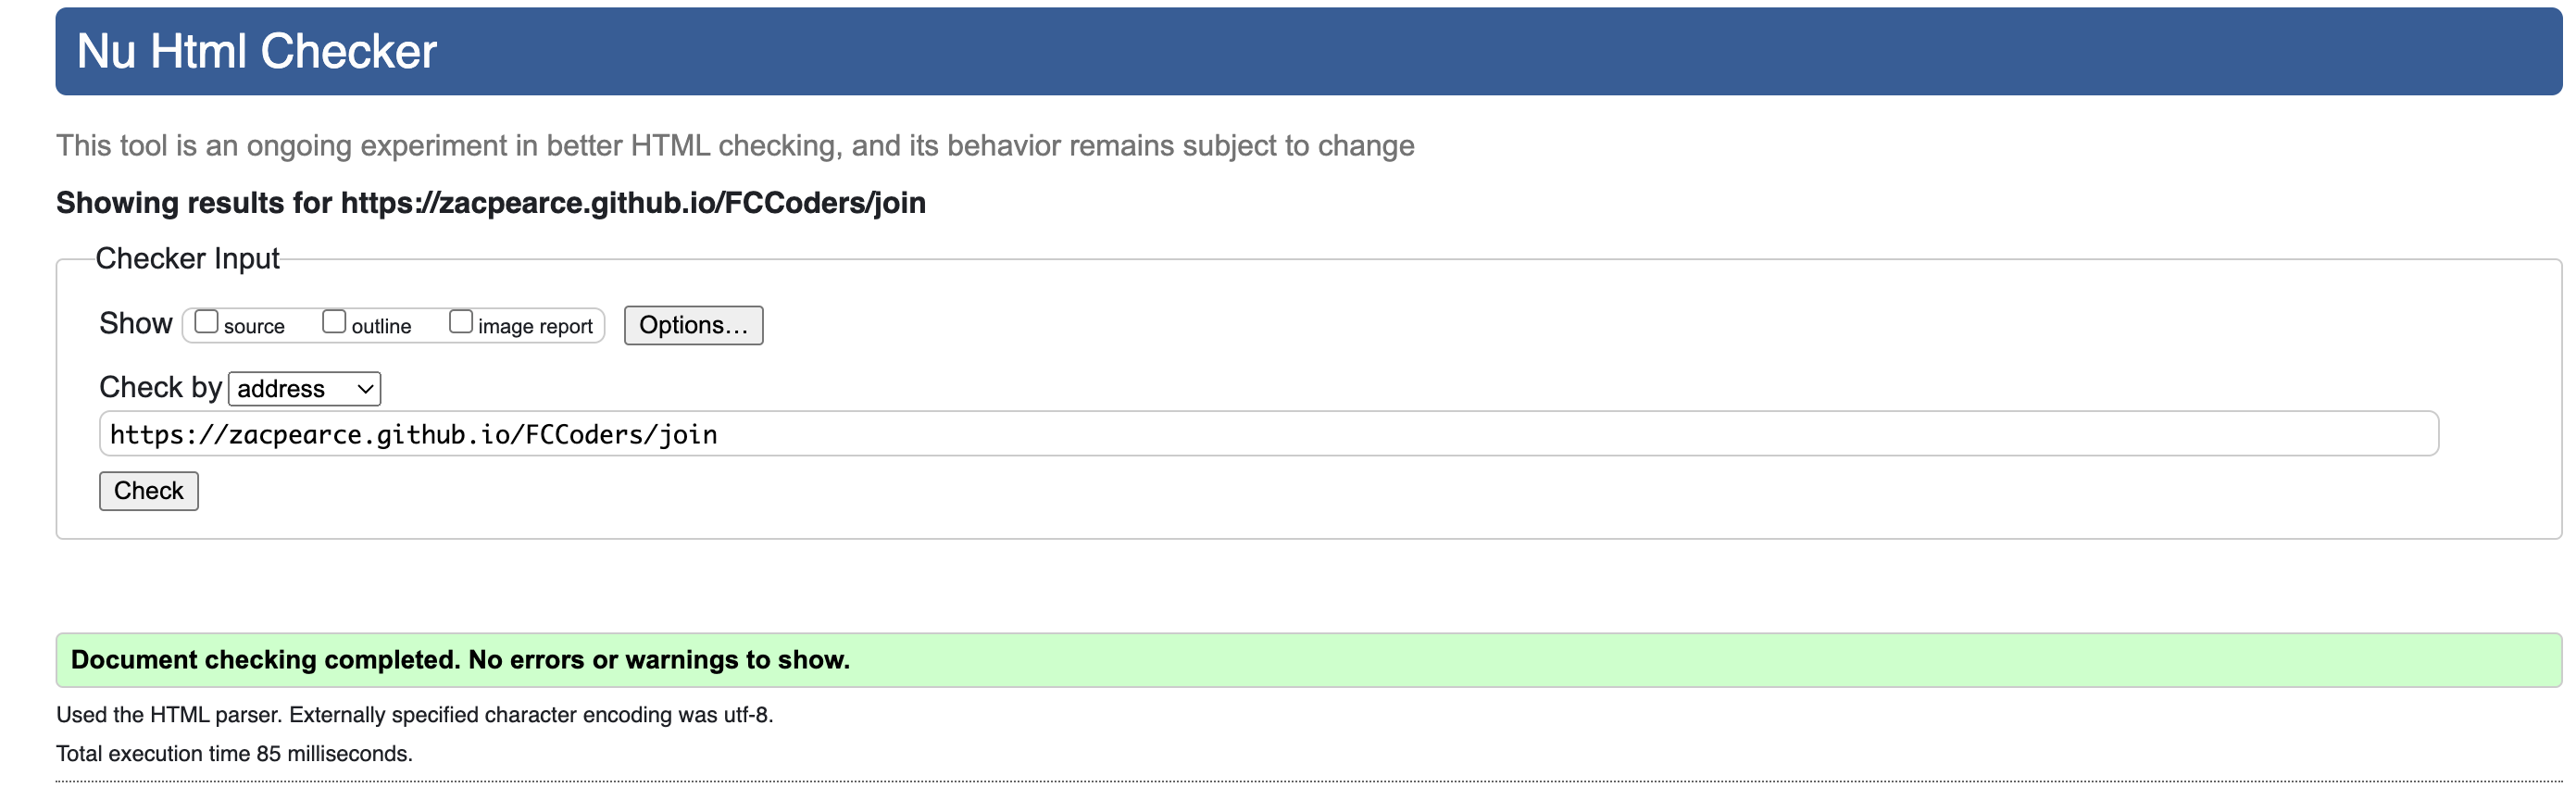 Nu Html Checker
This tool is an ongoing experiment in better HTML checking, and its behavior remains subject to change
Showing results for https://zacpearce.github.io/FCCoders/join
Checker Input
Show source outline image report Options...
Check by address
https://zacpearce.github.io/FCCoders/join
Check
Document checking completed. No errors or warnings to show.
Used the HTML parser. Externally specified character encoding was utf-8.
Total execution time 85 milliseconds.